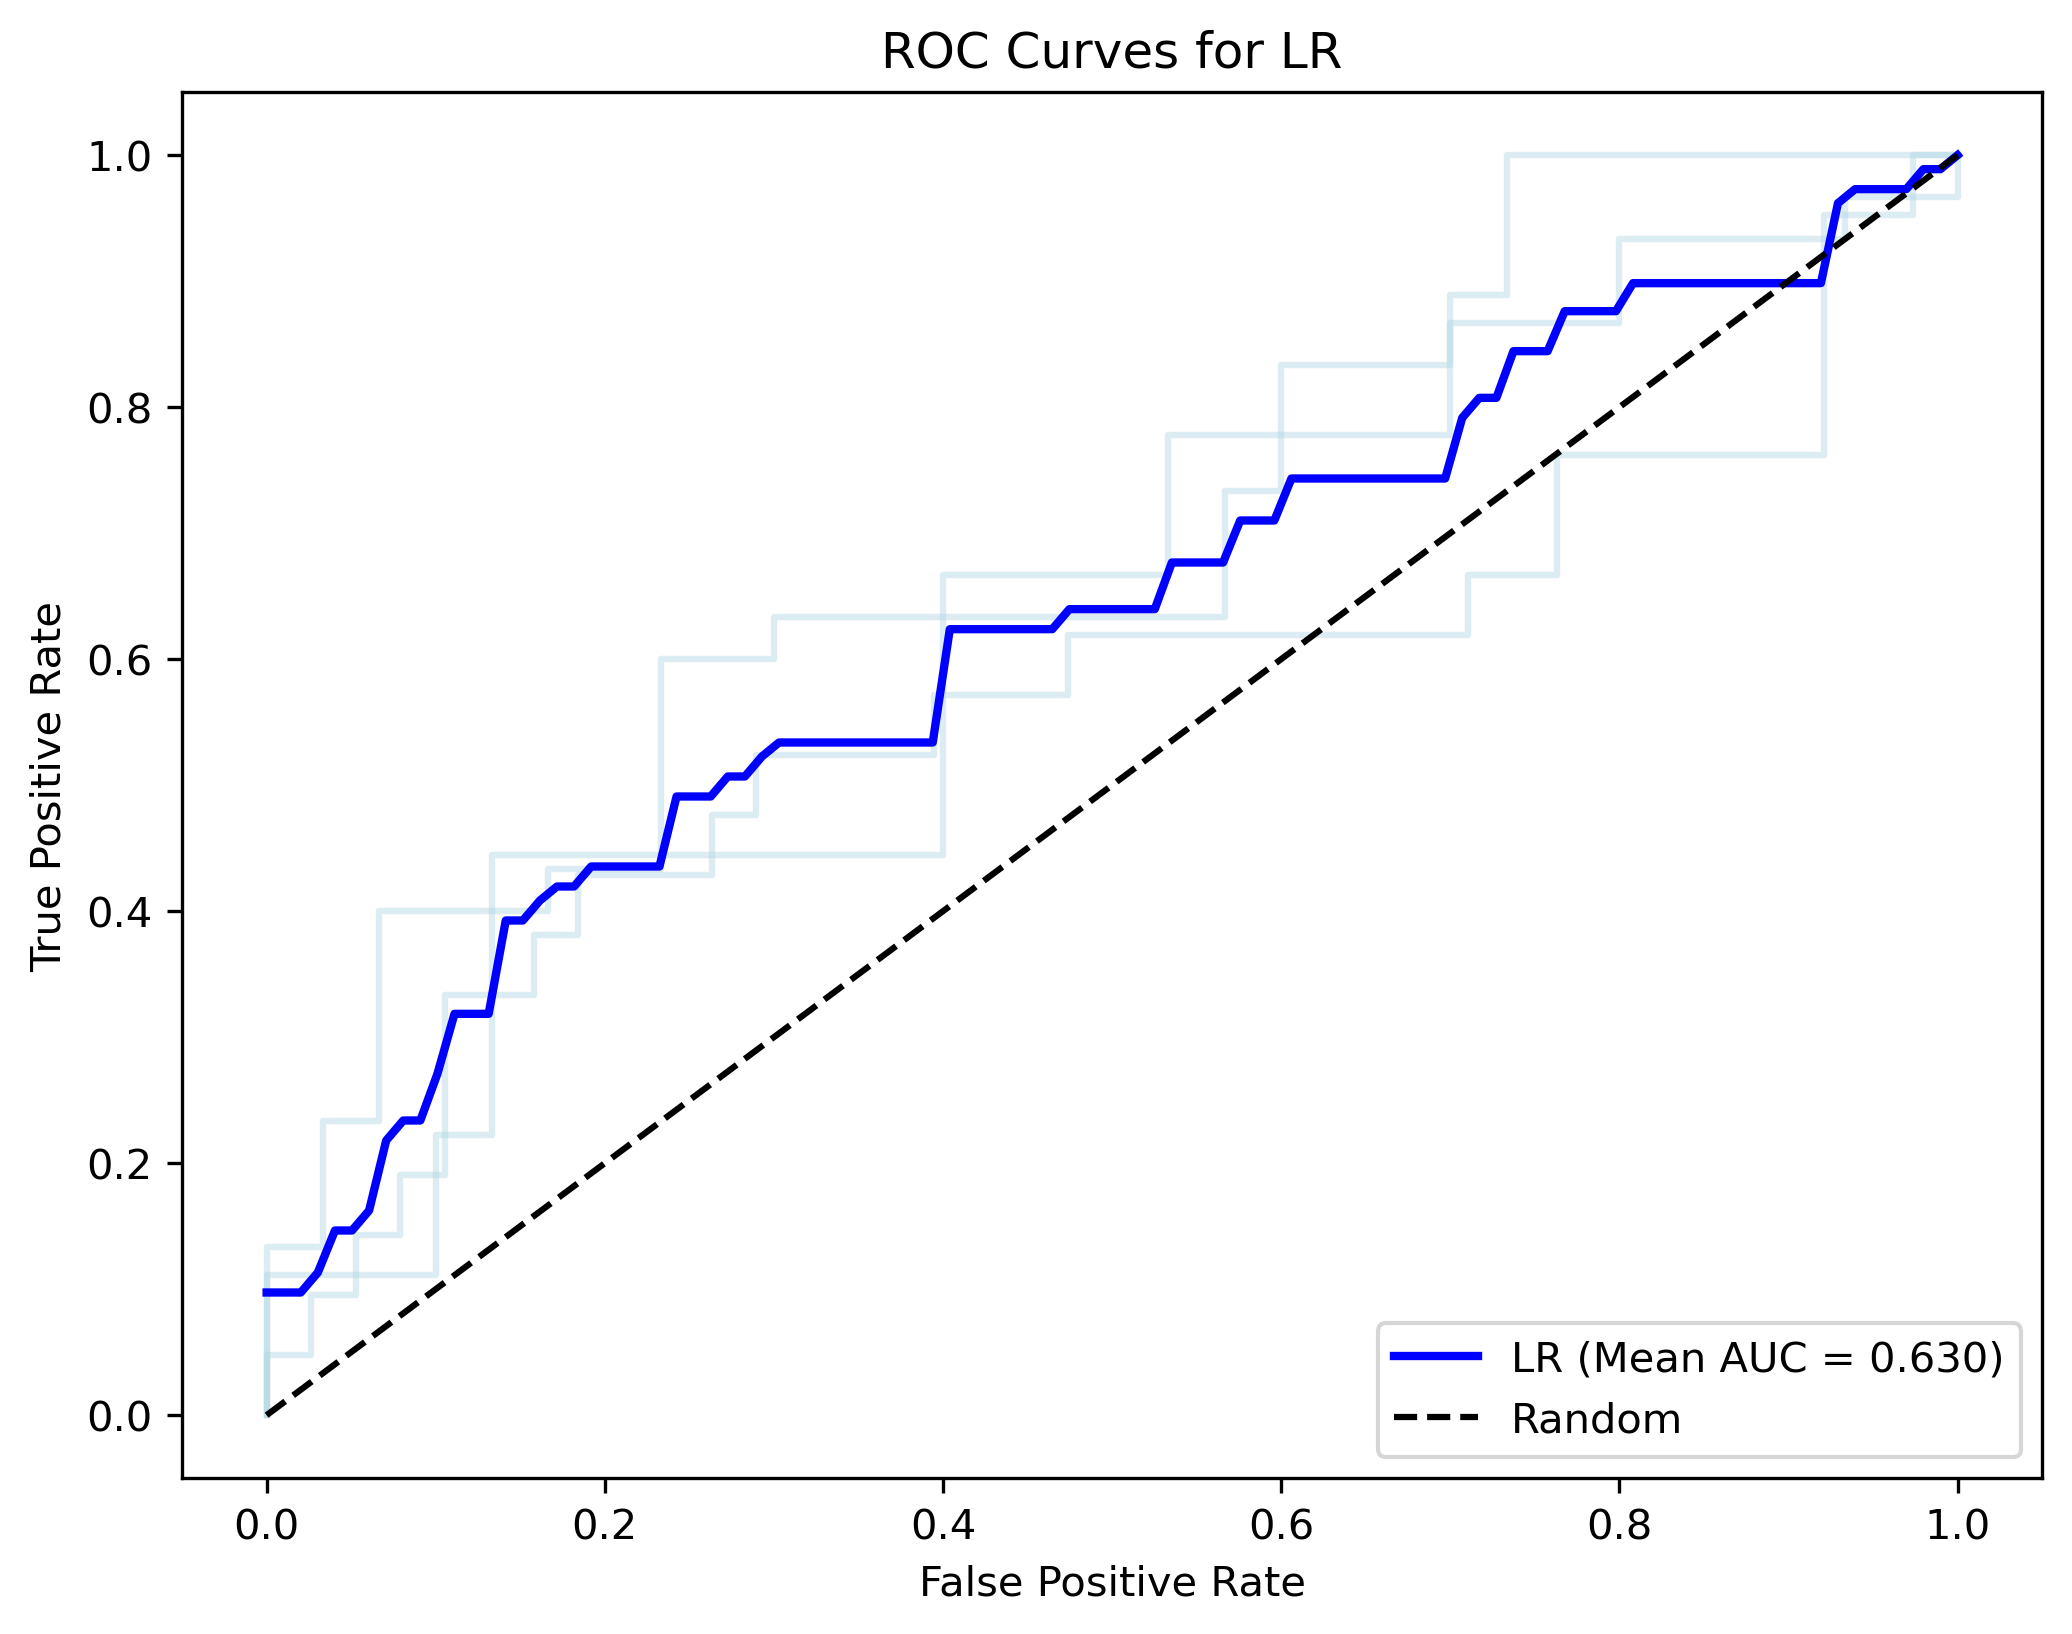 ROC Curves for LR
1.0
0.8
0.6
0.4
0.2
0.0
True Positive Rate
LR (Mean AUC = 0.630)
Random
0.0 0.2 0.4 0.6 0.8 1.0
False Positive Rate